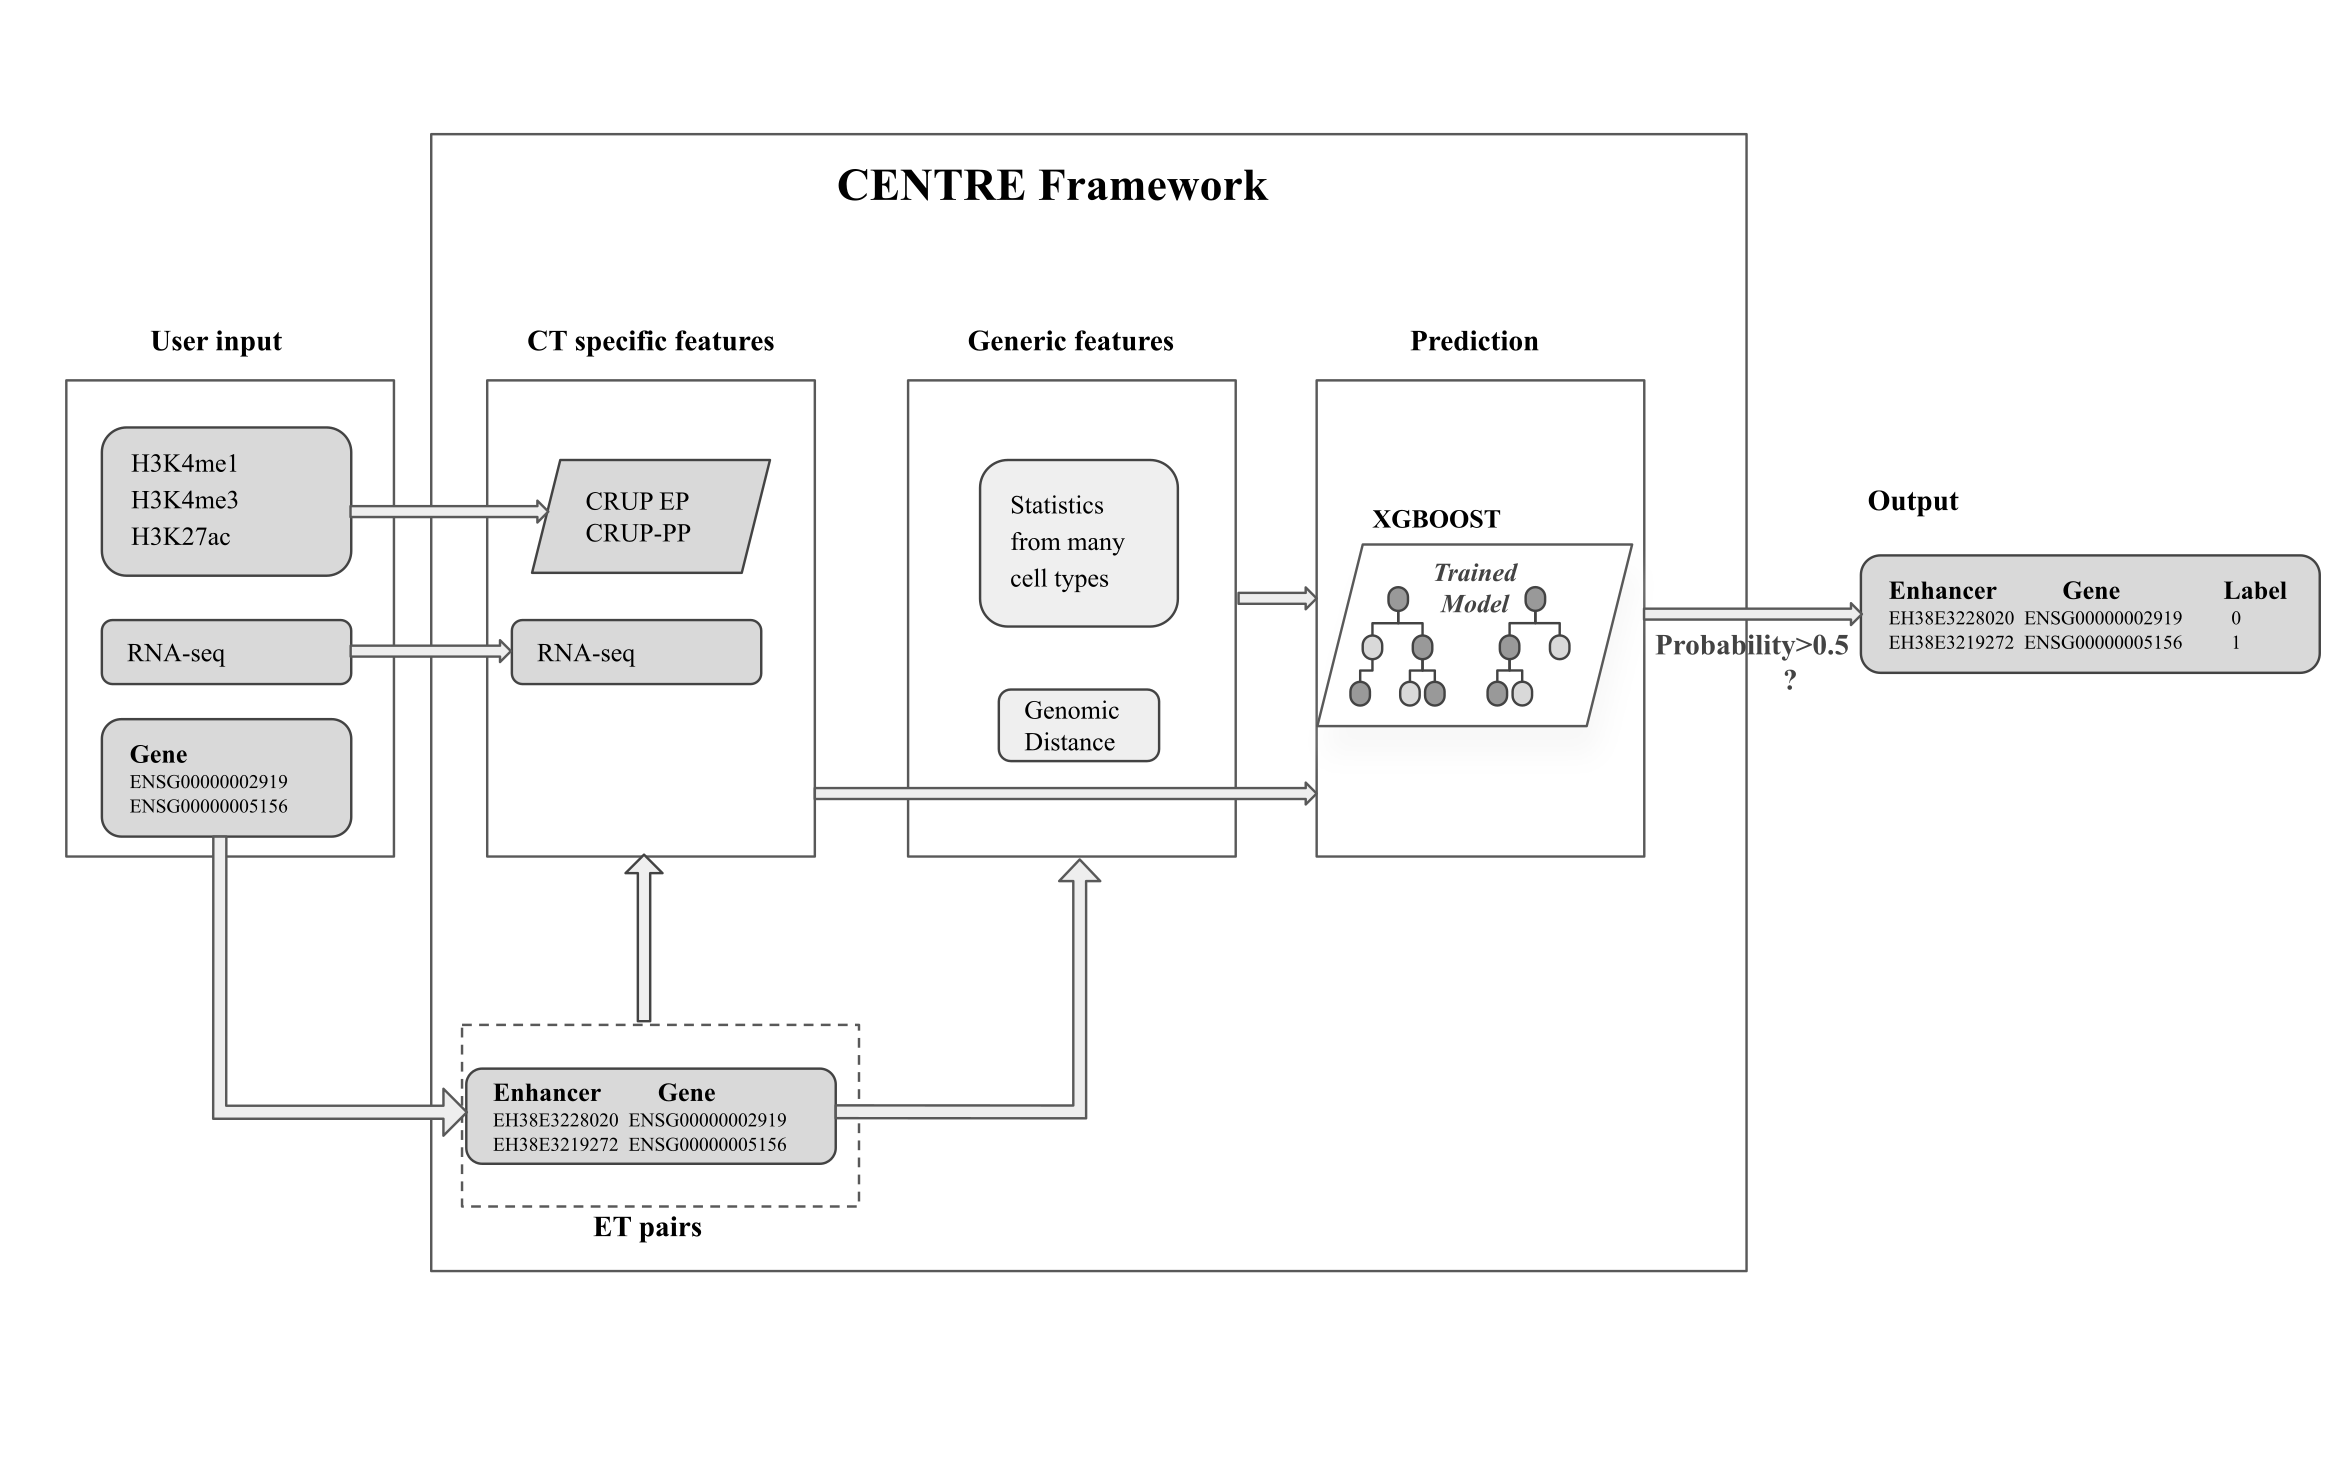 CENTRE Framework
User input
CT specific features
Generic features
Prediction
H3K4me1
H3K4me3
H3K27ac
RNA-seq
Gene
ENSG00000002919
ENSG00000005156
CRUP EP
CRUP-PP
RNA-seq
Statistics
from many
cell types
Genomic
Distance
XGBOOST
Trained
Model
Probability>0.5
?
Output
Enhancer Gene Label
EH38E3228020 ENSG00000002919 0
EH38E3219272 ENSG00000005156 1
Enhancer Gene
EH38E3228020 ENSG00000002919
EH38E3219272 ENSG00000005156
ET pairs